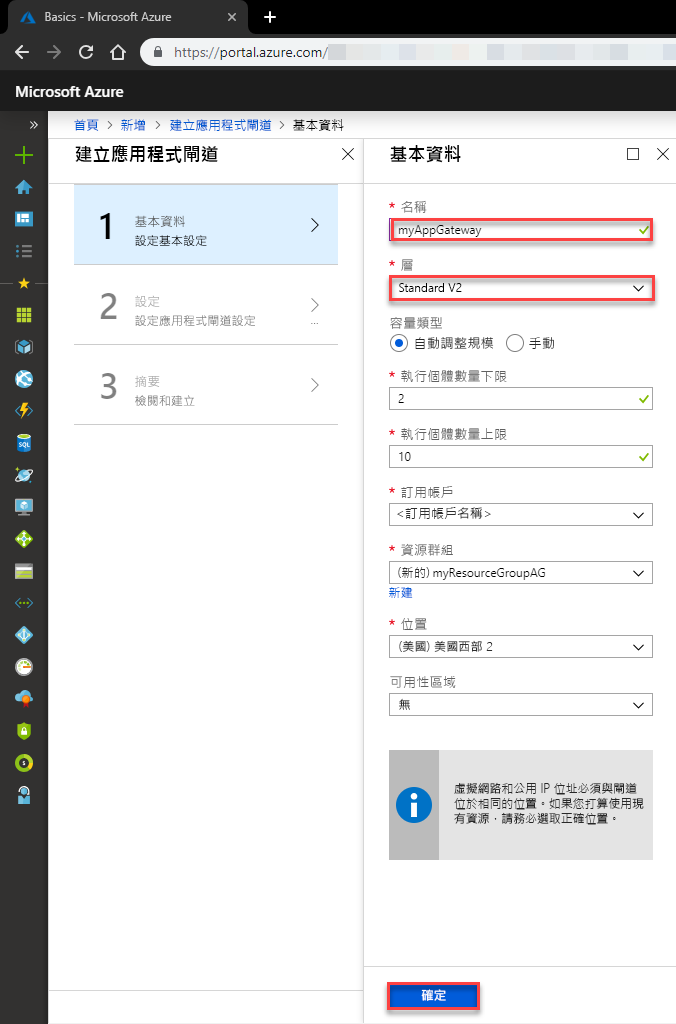 Basics - Microsoft Azure
https://portal.azure.com/
Microsoft Azure
首頁 > 新增 > 建立應用程式閘道 > 基本資料
建立應用程式閘道
1
基本資料
設定基本設定
2
設定
設定應用程式閘道設定
...
3
摘要
檢閱和建立
基本資料
* 名稱
myAppGateway
* 層
Standard V2
容量類型
自動調整規模 手動
* 執行個體數量下限
2
* 執行個體數量上限
10
* 訂用帳戶
<訂用帳戶名稱>
* 資源群組
(新的) myResourceGroupAG
新建
* 位置
(美國) 美國西部 2
可用性區域
無
虛擬網路和公用 IP 位址必須與閘道
位於相同的位置。如果您打算使用現
有資源，請務必選取正確位置。
確定